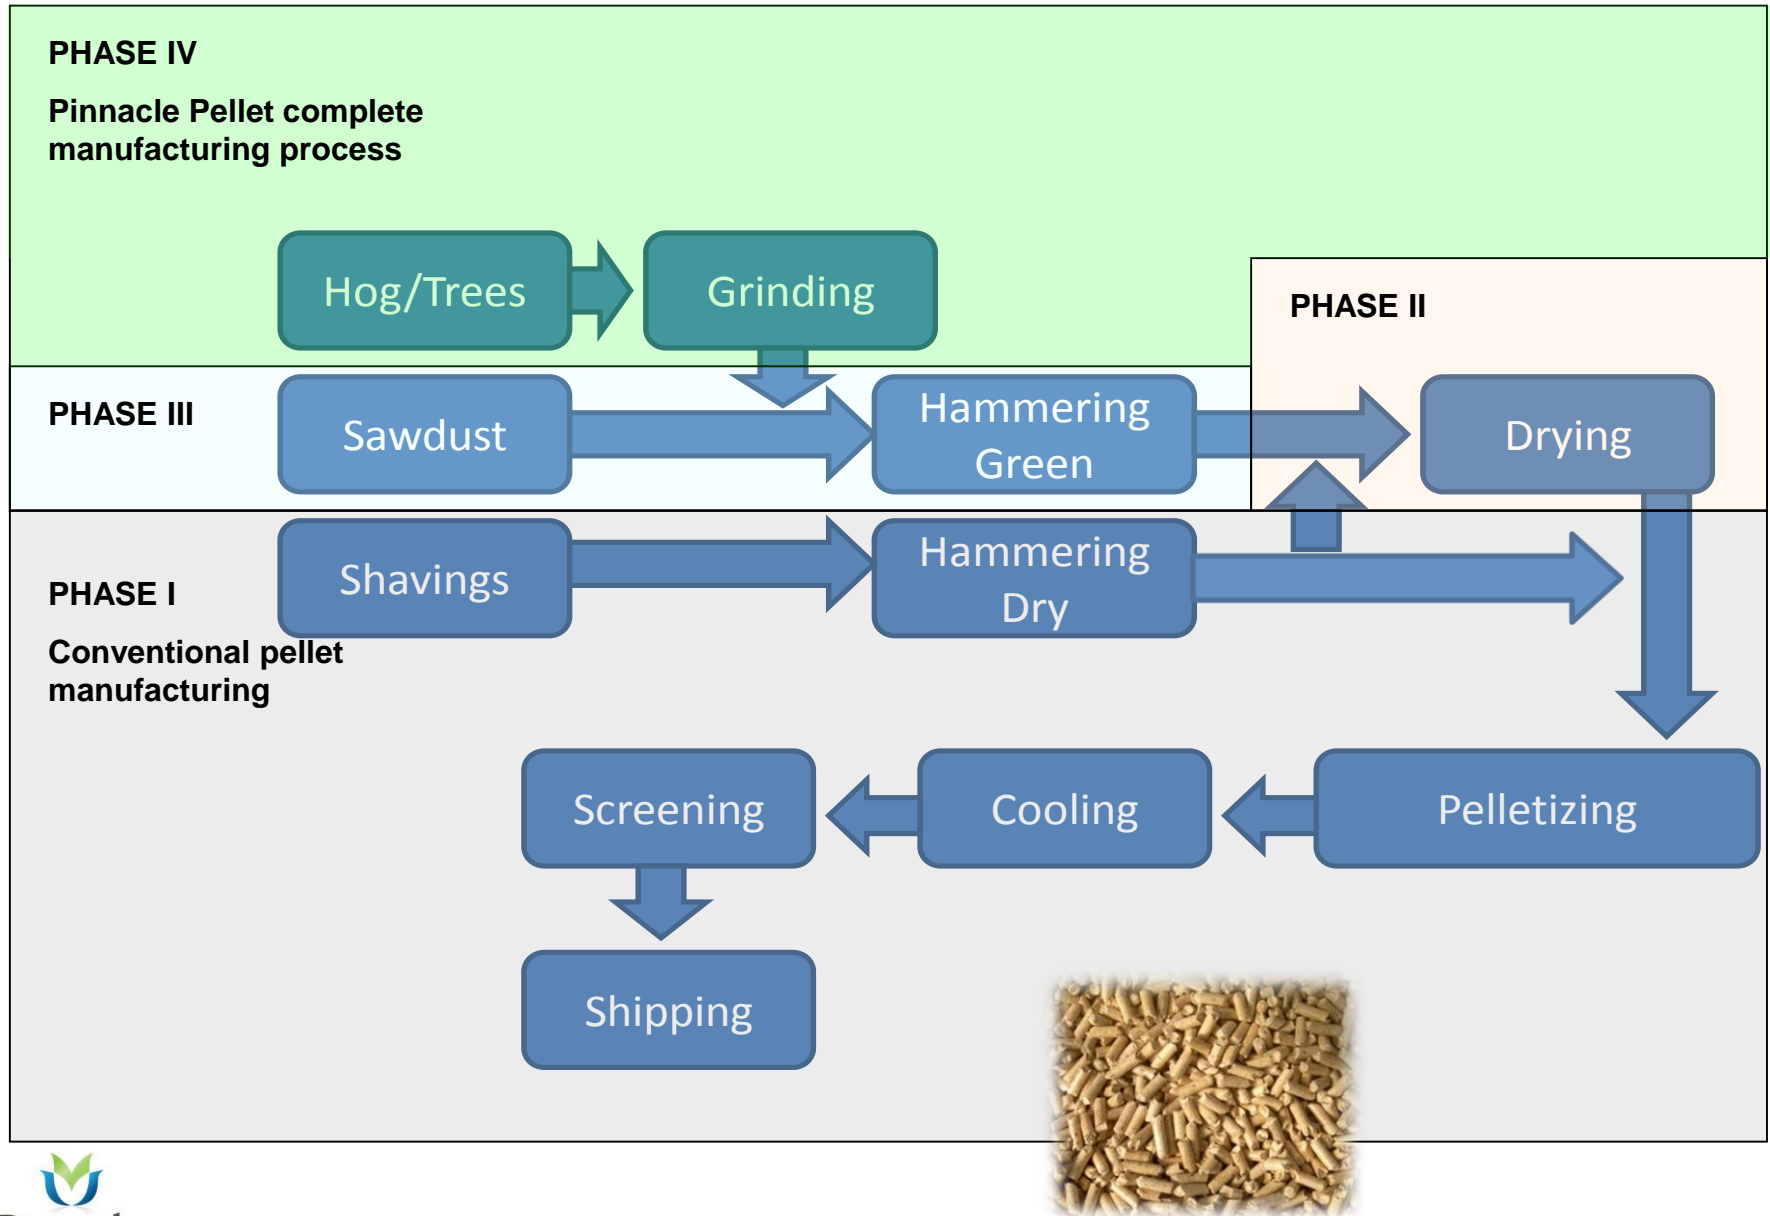 PHASE IV
Pinnacle Pellet complete
manufacturing process
Hog/Trees
Grinding
PHASE II
PHASE III
Sawdust
Hammering
Green
Drying
Shavings
Hammering
Dry
PHASE I
Conventional pellet
manufacturing
Screening
Cooling
Pelletizing
Shipping